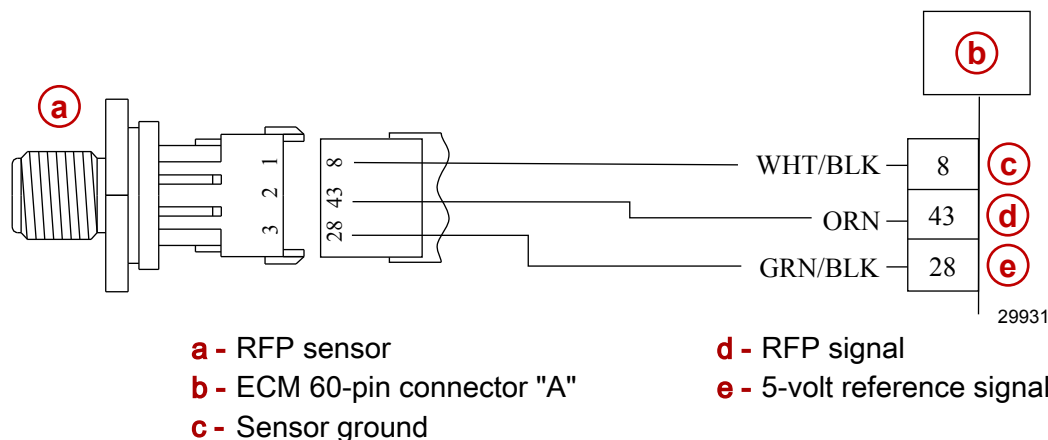 b
a
1
2
3
8
43
28
WHT/BLK
8
c
ORN
43
d
GRN/BLK
28
e
29931
a - RFP sensor
b - ECM 60-pin connector "A"
c - Sensor ground
d - RFP signal
e - 5-volt reference signal